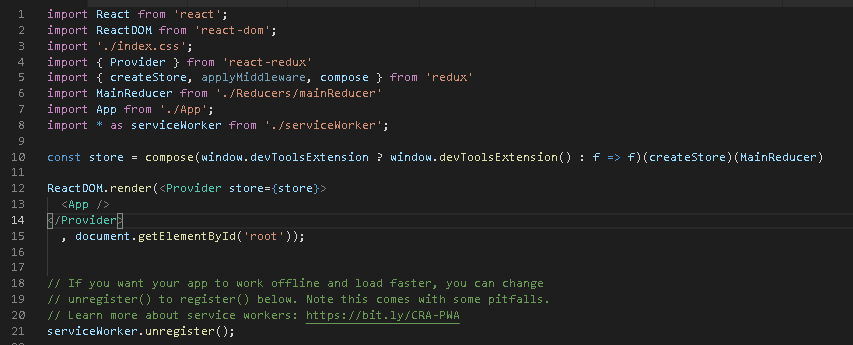 1 import React from 'react';
2 import ReactDOM from 'react-dom';
3 import './index.css';
4 import { Provider } from 'react-redux'
5 import { createStore, applyMiddleware, compose } from 'redux'
6 import MainReducer from './Reducers/mainReducer'
7 import App from './App';
8 import * as serviceWorker from './serviceWorker';
9
10 const store = compose(window.devToolsExtension ? window.devToolsExtension() : f => f)(createStore)(MainReducer)
11
12 ReactDOM.render(<Provider store={store}>
13   <App />
14 </Provider>
15   , document.getElementById('root'));
16
17
18 // If you want your app to work offline and load faster, you can change
19 // unregister() to register() below. Note this comes with some pitfalls.
20 // Learn more about service workers: https://bit.ly/CRA-PWA
21 serviceWorker.unregister();